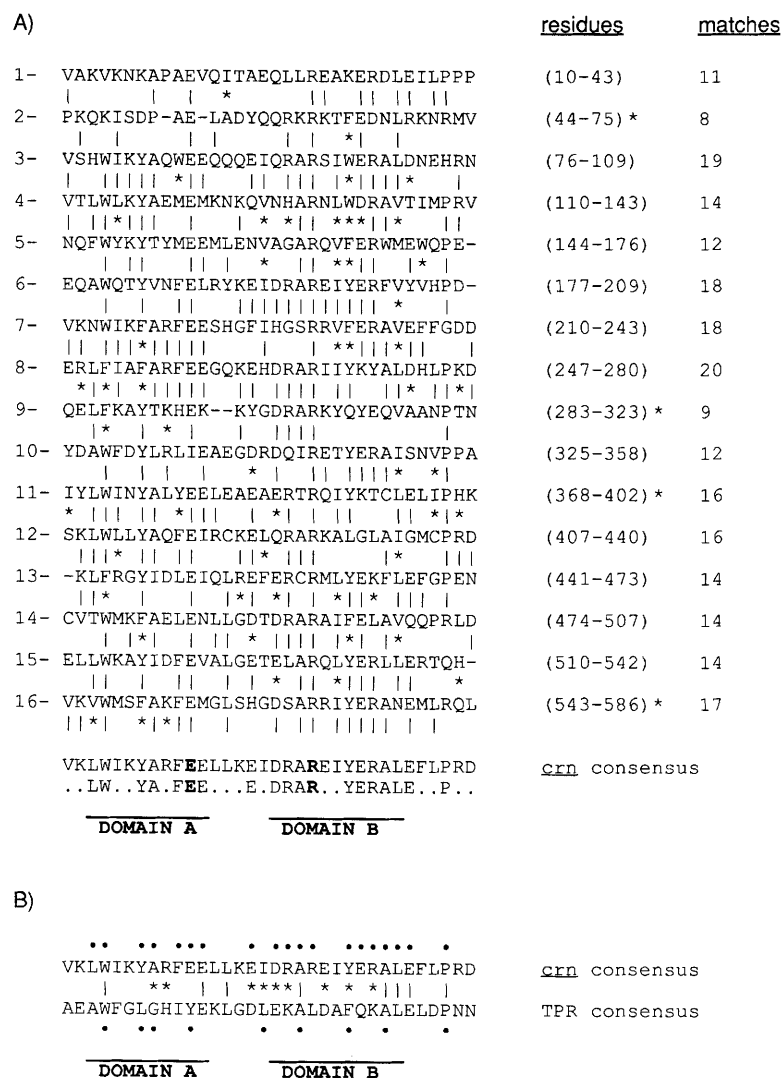 A)
residues matches
1- VAKVKNKAPAEVQITAEQLLREAKERDLEILPPP (10-43) 11
2- PKQKISDP-AE-LADYQQRKRKTFEDNLRKNRMV (44-75) * 8
3- VSHWIKYAQWEEQQQEIQRARSIWERALDNEHRN (76-109) 19
4- VTLWLKYAEMEMKNKQVNHARNLWDRAVTIMPRV (110-143) 14
5- NQFWYKYTYMEEMLENVAGARQVFERWMEWQPE- (144-176) 12
6- EQAWQTYVNFELRYKEIDRAREIYERFVYVHPD- (177-209) 18
7- VKNWIKFARFEESHGFIHGSRRVFERAVEFFGDD (210-243) 18
8- ERLFIAFARFEEGQKEHDRARIIYKYALDHLPKD (247-280) 20
9- QELFKAYTKHEK--KYGDRARKYQYEQVAANPTN (283-323) * 9
10- YDAWFDYLRLIEAEGDRDQIRETYERAISNVPPA (325-358) 12
11- IYLWINYALYEELEAEAERTRQIYKTCLELIPHK (368-402) * 16
12- SKLWLLYAQFEIRCKELQRARKALGLAIGMCPRD (407-440) 16
13- -KLFRGYIDLEIQLREFERCRMLYEKFLEFGPEN (441-473) 14
14- CVTWMKFAELENLLGDTDRARAIFELAVQQPRLD (474-507) 14
15- ELLWKAYIDFEVALGETELARQLYERLLERTQH- (510-542) 14
16- VKVWMSFAKFEMGLSHGDSARRIYERANEMLRQL (543-586) * 17
VKLWIKYARFEELLKEIDRAREIYERALEFLPRD crn consensus
..LW..YA.FEE...E.DRAR..YERALE..P..
DOMAIN A DOMAIN B
B)
VKLWIKYARFEELLKEIDRAREIYERALEFLPRD crn consensus
AEAWFGLGHIYEKLGDLEKALDAFQKALELDPNN TPR consensus
DOMAIN A DOMAIN B